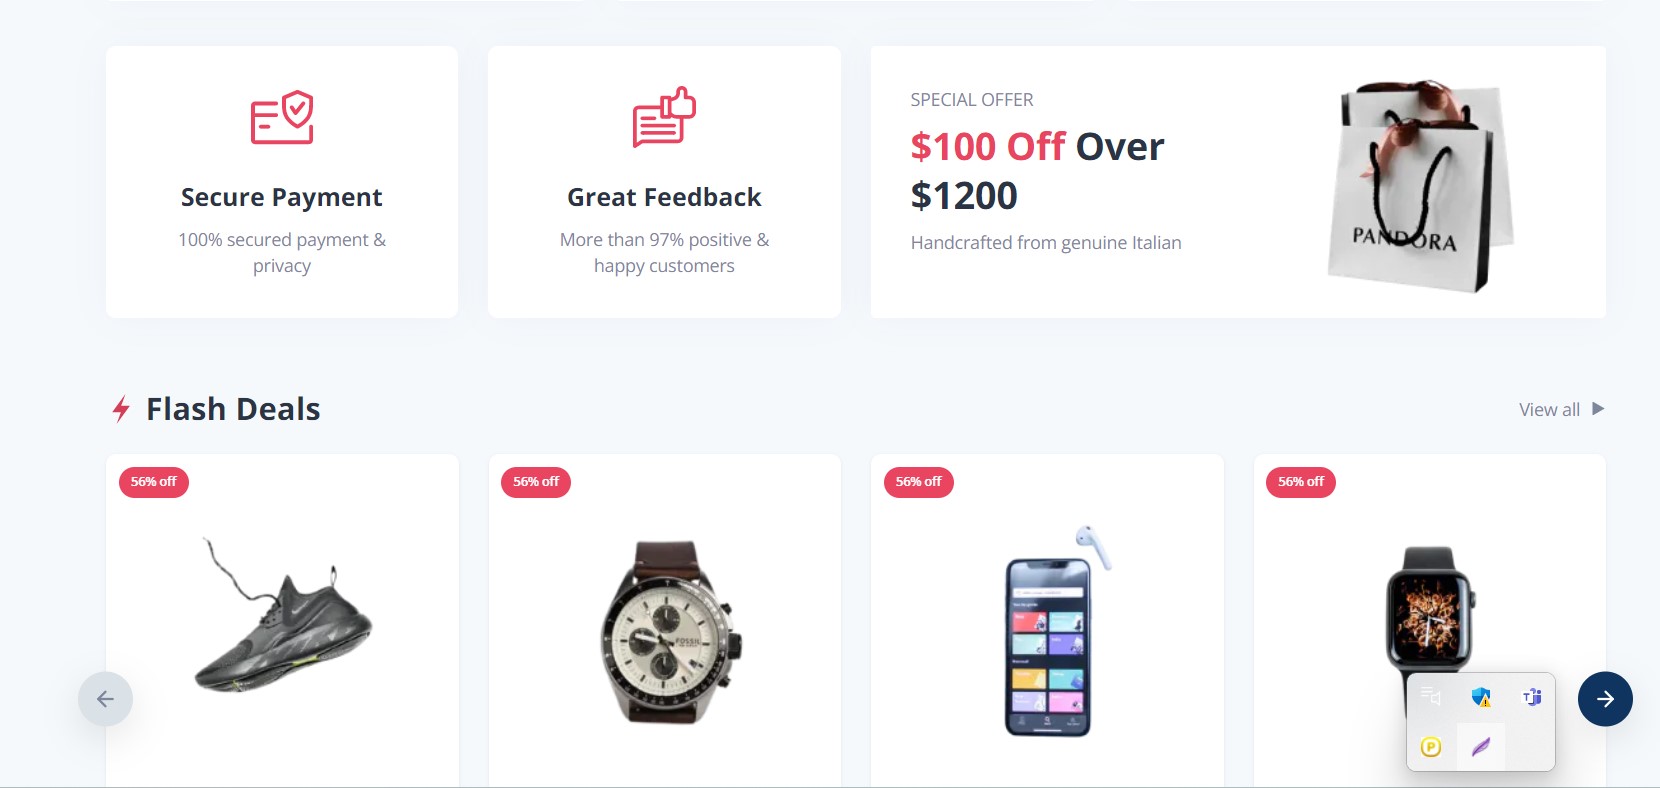 Secure Payment
100% secured payment &
privacy
Great Feedback
More than 97% positive &
happy customers
SPECIAL OFFER
$100 Off Over
$1200
Handcrafted from genuine Italian
PANDORA
Flash Deals
View all
56% off
56% off
56% off
56% off
FOSSIL